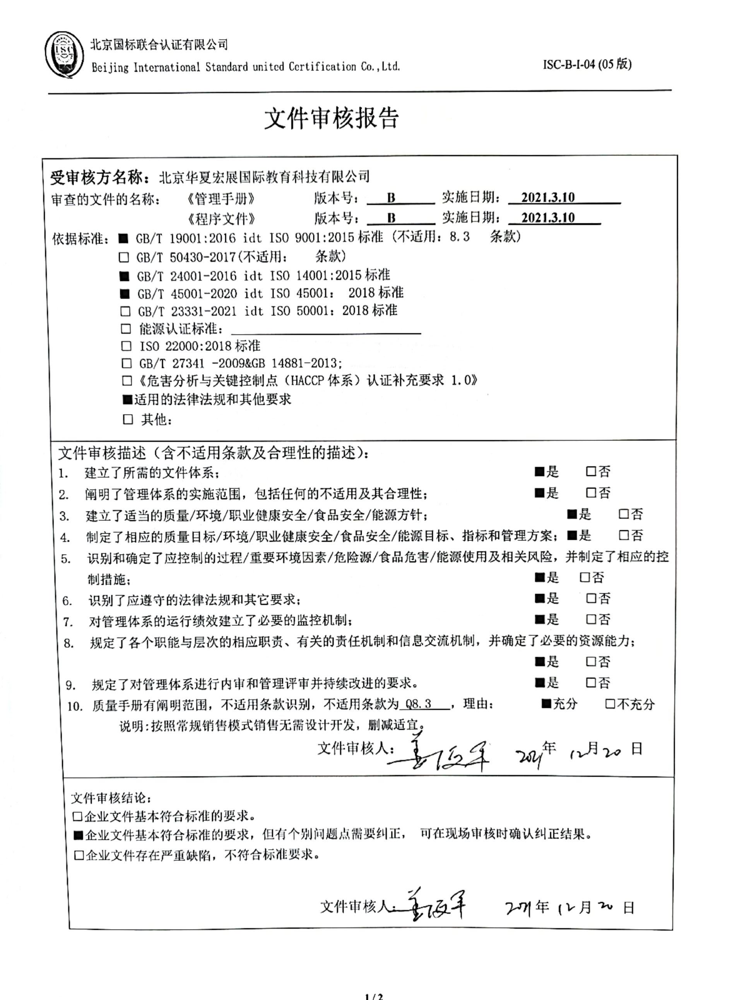 ISC
北京国标联合认证有限公司
Beijing International Standard united Certification Co.,Ltd.
ISC-B-I-04 (05 版)
文件审核报告
受审核方名称：北京华夏宏展国际教育科技有限公司
审查的文件的名称： 《管理手册》 版本号： B 实施日期： 2021.3.10
《程序文件》 版本号： B 实施日期： 2021.3.10
依据标准：■ GB/T 19001:2016 idt ISO 9001:2015 标准（不适用：8.3 条款）
□ GB/T 50430-2017(不适用： 条款)
■ GB/T 24001-2016 idt ISO 14001:2015 标准
■ GB/T 45001-2020 idt ISO 45001： 2018 标准
□ GB/T 23331-2021 idt ISO 50001：2018 标准
□ 能源认证标准：
□ ISO 22000:2018 标准
□ GB/T 27341 -2009&GB 14881-2013;
□《危害分析与关键控制点（HACCP 体系）认证补充要求 1.0》
■适用的法律法规和其他要求
□ 其他：
文件审核描述（含不适用条款及合理性的描述）：
1. 建立了所需的文件体系； ■是 □否
2. 阐明了管理体系的实施范围，包括任何的不适用及其合理性； ■是 □否
3. 建立了适当的质量/环境/职业健康安全/食品安全/能源方针； ■是 □否
4. 制定了相应的质量目标/环境/职业健康安全/食品安全/能源目标、指标和管理方案；■是 □否
5. 识别和确定了应控制的过程/重要环境因素/危险源/食品危害/能源使用及相关风险，并制定了相应的控
制措施； ■是 □否
6. 识别了应遵守的法律法规和其它要求； ■是 □否
7. 对管理体系的运行绩效建立了必要的监控机制； ■是 □否
8. 规定了各个职能与层次的相应职责、有关的责任机制和信息交流机制，并确定了必要的资源能力；
■是 □否
9. 规定了对管理体系进行内审和管理评审并持续改进的要求。 ■是 □否
10. 质量手册有阐明范围，不适用条款识别，不适用条款为 Q8.3 ，理由： ■充分 □不充分
说明:按照常规销售模式销售无需设计开发，删减适宜。
文件审核人： 2021年 12月20 日
文件审核结论：
□企业文件基本符合标准的要求。
■企业文件基本符合标准的要求，但有个别问题点需要纠正， 可在现场审核时确认纠正结果。
□企业文件存在严重缺陷，不符合标准要求。
文件审核人： 2021年 12月 20 日
1 / 2